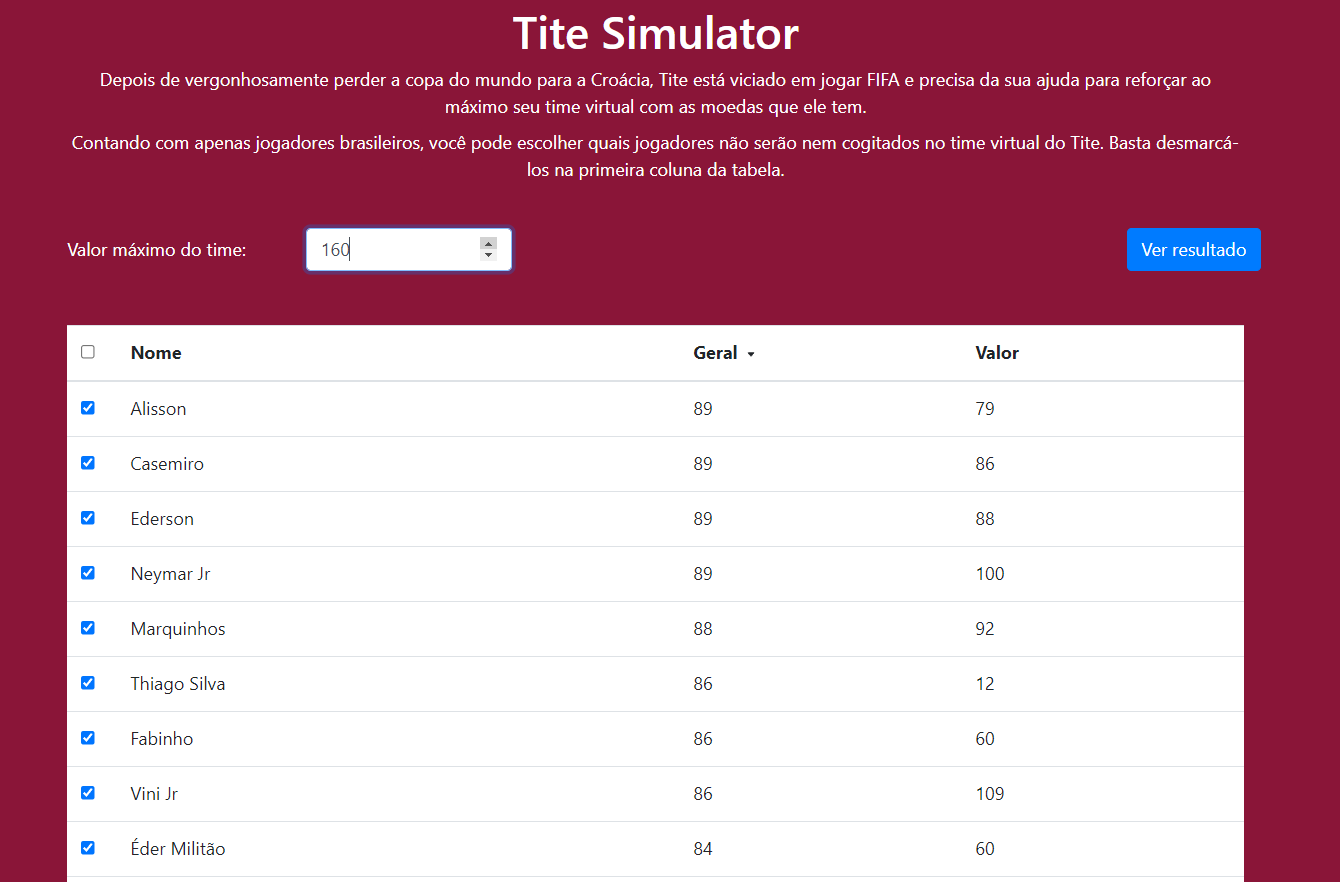 Tite Simulator
Depois de vergonhosamente perder a copa do mundo para a Croácia, Tite está viciado em jogar FIFA e precisa da sua ajuda para reforçar ao
máximo seu time virtual com as moedas que ele tem.
Contando com apenas jogadores brasileiros, você pode escolher quais jogadores não serão nem cogitados no time virtual do Tite. Basta desmarcá-
los na primeira coluna da tabela.
Valor máximo do time: 160 Ver resultado
Nome Geral Valor
Alisson 89 79
Casemiro 89 86
Ederson 89 88
Neymar Jr 89 100
Marquinhos 88 92
Thiago Silva 86 12
Fabinho 86 60
Vini Jr 86 109
Éder Militão 84 60